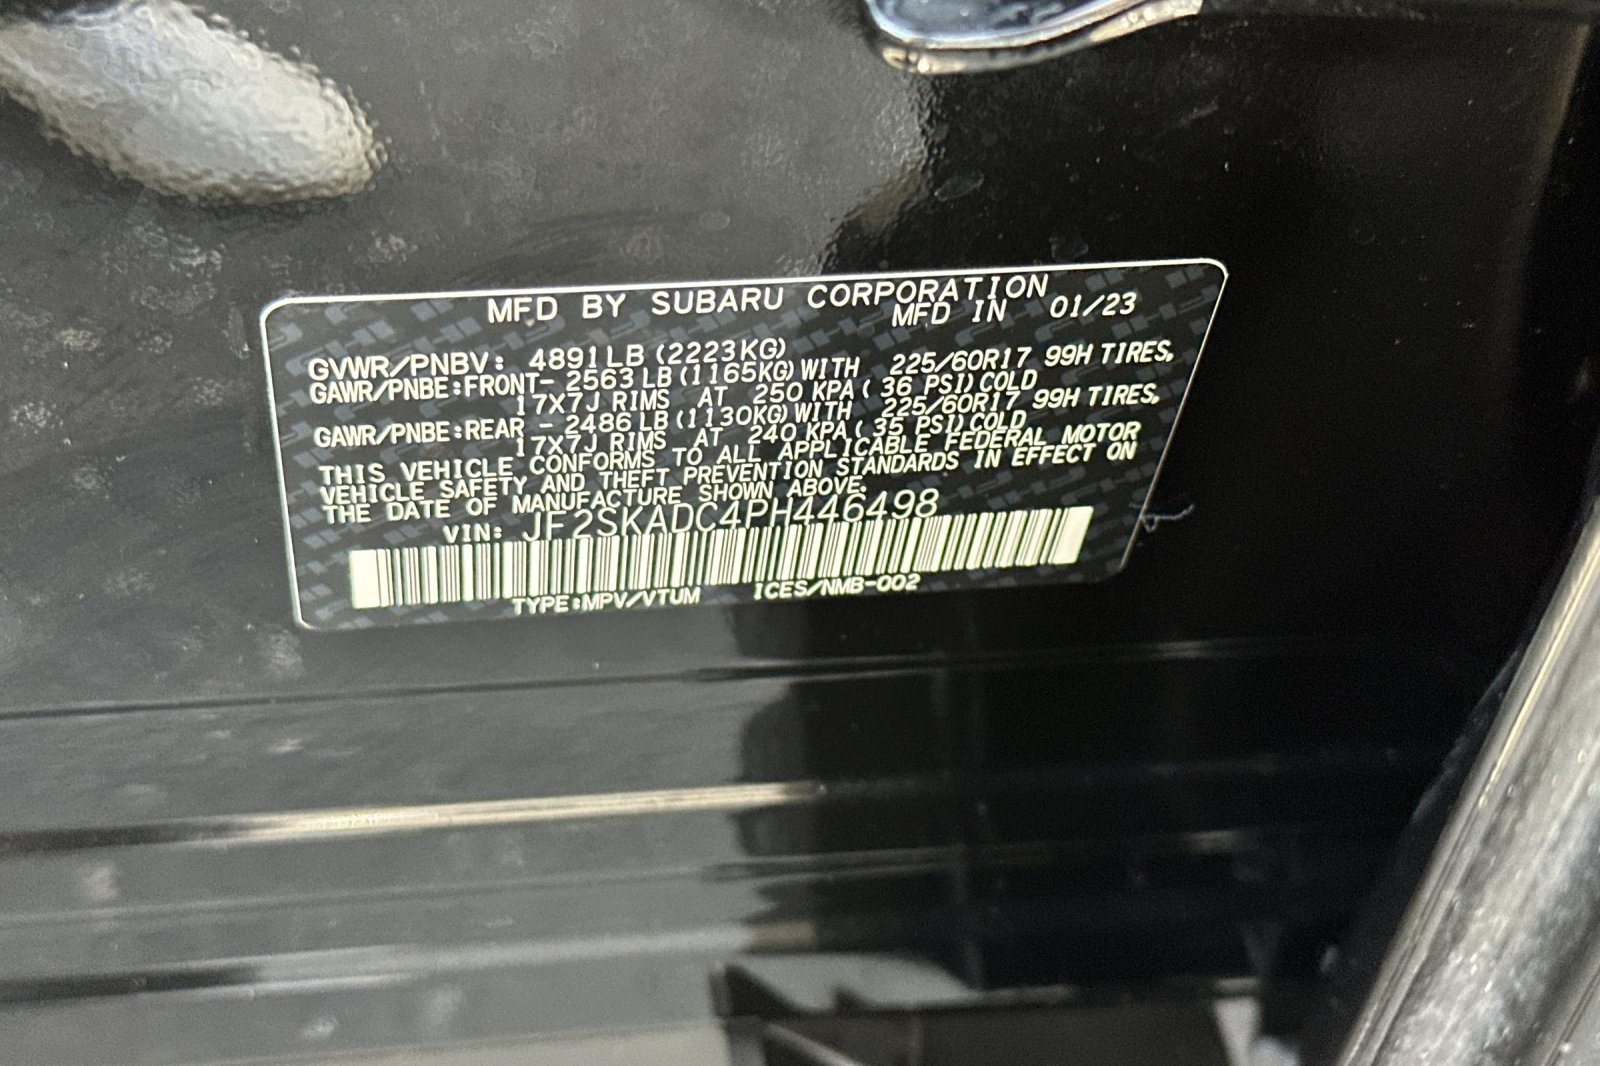 MFD BY SUBARU CORPORATION
MFD IN 01/23
GVWR/PNBV: 4891LB (2223KG)
GAWR/PNBE:FRONT- 2563LB (1165KG)WITH 225/60R17 99H TIRES,
17X7J RIMS AT 250 KPA ( 36 PSI)COLD
GAWR/PNBE:REAR - 2486LB (1130KG)WITH 225/60R17 99H TIRES,
17X7J RIMS AT 240 KPA ( 35 PSI)COLD
THIS VEHICLE CONFORMS TO ALL APPLICABLE FEDERAL MOTOR
VEHICLE SAFETY AND THEFT PREVENTION STANDARDS IN EFFECT ON
THE DATE OF MANUFACTURE SHOWN ABOVE.
VIN: JF2SKADC4PH446498
TYPE:MPV/VTUM ICES/NMB-002